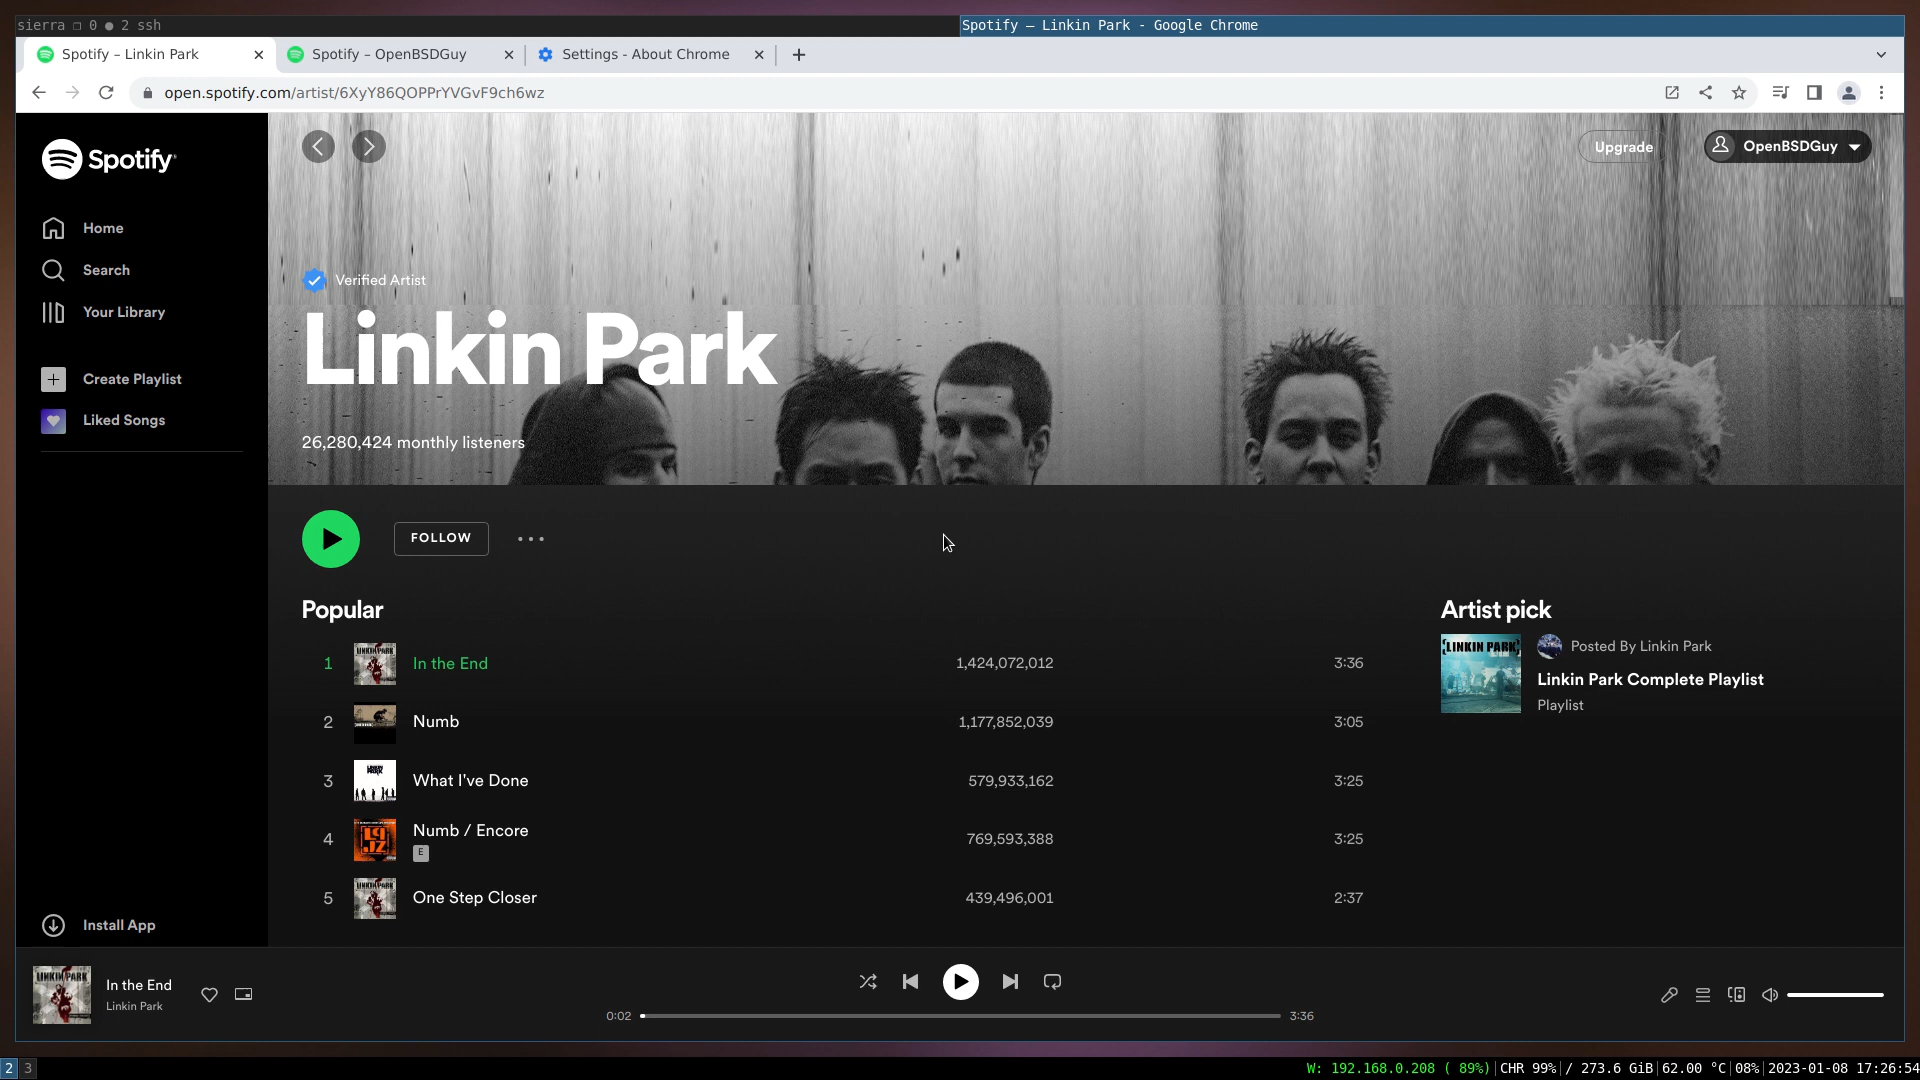 sierra ❐ 0 ● 2 ssh
Spotify – Linkin Park - Google Chrome
Spotify – Linkin Park
Spotify – OpenBSDGuy
Settings - About Chrome
open.spotify.com/artist/6XyY86QOPPrYVGvF9ch6wz
Spotify
Upgrade
OpenBSDGuy
Home
Search
Your Library
Create Playlist
Liked Songs
Install App
Verified Artist
Linkin Park
26,280,424 monthly listeners
FOLLOW
Popular
1 In the End 1,424,072,012 3:36
2 Numb 1,177,852,039 3:05
3 What I've Done 579,933,162 3:25
4 Numb / Encore 769,593,388 3:25
E
5 One Step Closer 439,496,001 2:37
Artist pick
LINKIN PARK
Posted By Linkin Park
Linkin Park Complete Playlist
Playlist
LINKIN PARK
In the End
Linkin Park
0:02 3:36
2 3
W: 192.168.0.208 ( 89%)|CHR 99%|/ 273.6 GiB|62.00 °C|08%|2023-01-08 17:26:54